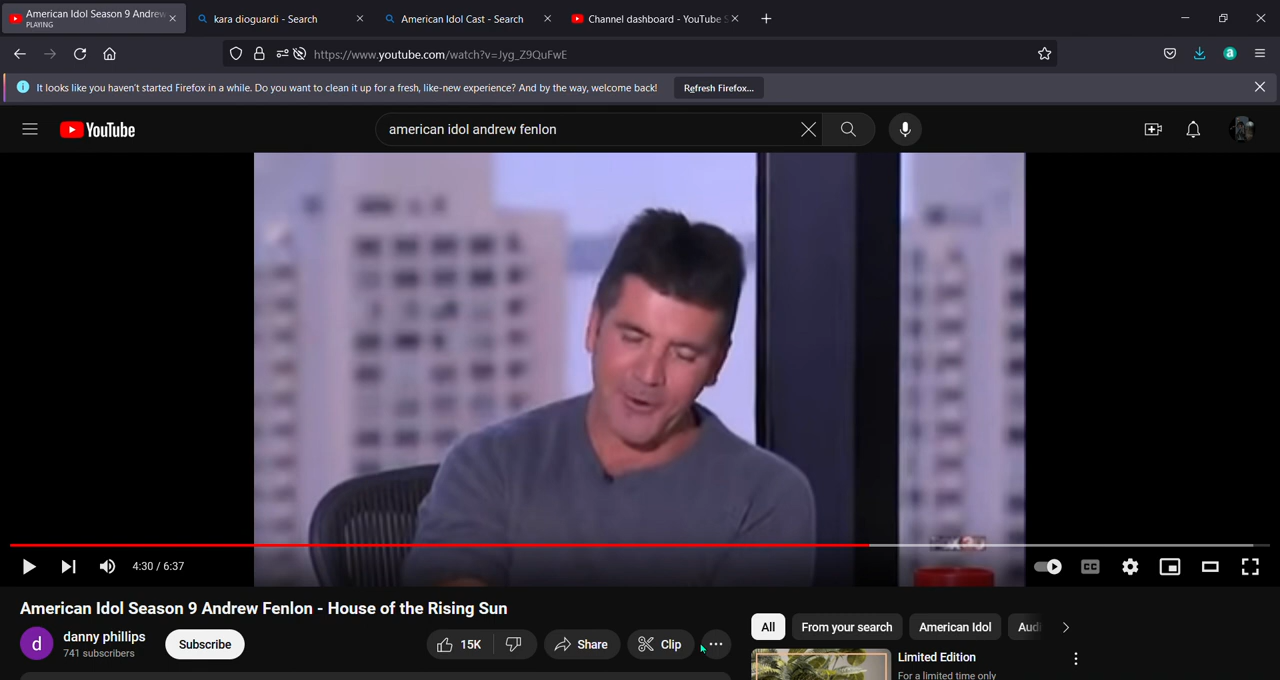 American Idol Season 9 Andrew
PLAYING
kara dioguardi - Search
American Idol Cast - Search
Channel dashboard - YouTube S
https://www.youtube.com/watch?v=Jyg_Z9QuFwE
a
It looks like you haven't started Firefox in a while. Do you want to clean it up for a fresh, like-new experience? And by the way, welcome back!
Refresh Firefox...
YouTube
american idol andrew fenlon
4:30 / 6:37
CC
American Idol Season 9 Andrew Fenlon - House of the Rising Sun
d
danny phillips
741 subscribers
Subscribe
15K
Share
Clip
All
From your search
American Idol
Audi
Limited Edition
For a limited time only